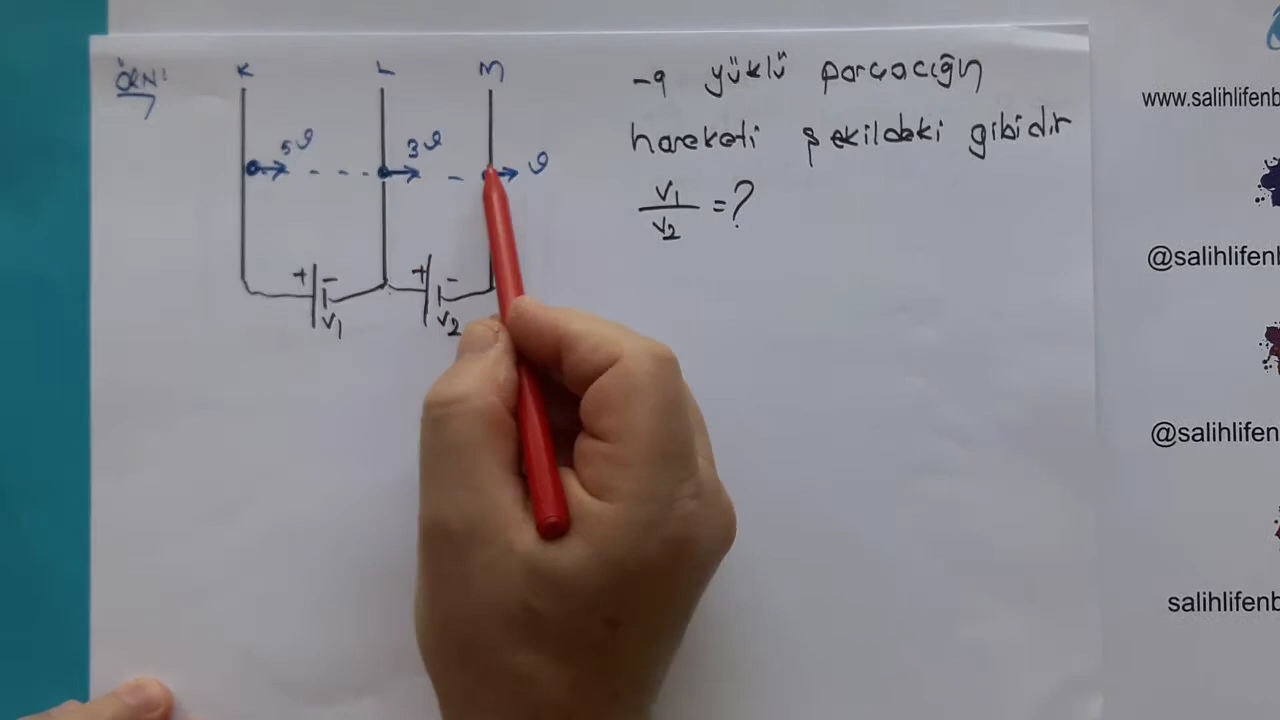 ÖRN:
K L M
5ϑ 3ϑ ϑ
+ - + -
V1 V2
-q yüklü parçacığın
hareketi şekildeki gibidir
V1
V2
=?
www.salihlifenb
@salihlifenb
@salihlifen
salihlifenb